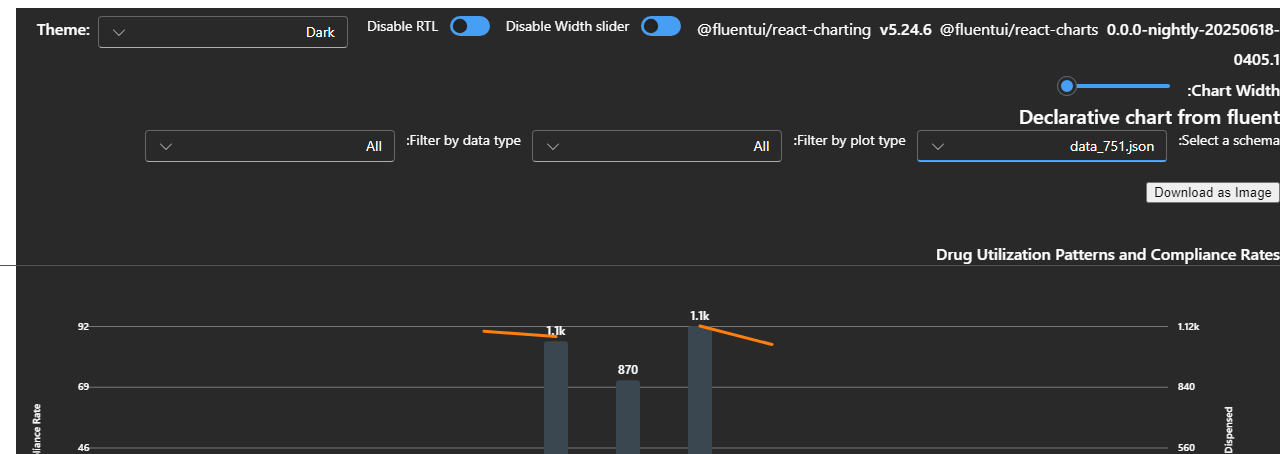 Theme: Dark Disable RTL Disable Width slider @fluentui/react-charting v5.24.6 @fluentui/react-charts 0.0.0-nightly-20250618-
0405.1
:Chart Width
Declarative chart from fluent
:Select a schema data_751.json :Filter by plot type All :Filter by data type All
Download as Image
Drug Utilization Patterns and Compliance Rates
1.1k
92 1.1k 1.12k
870
69 840
46 560
Dispensed